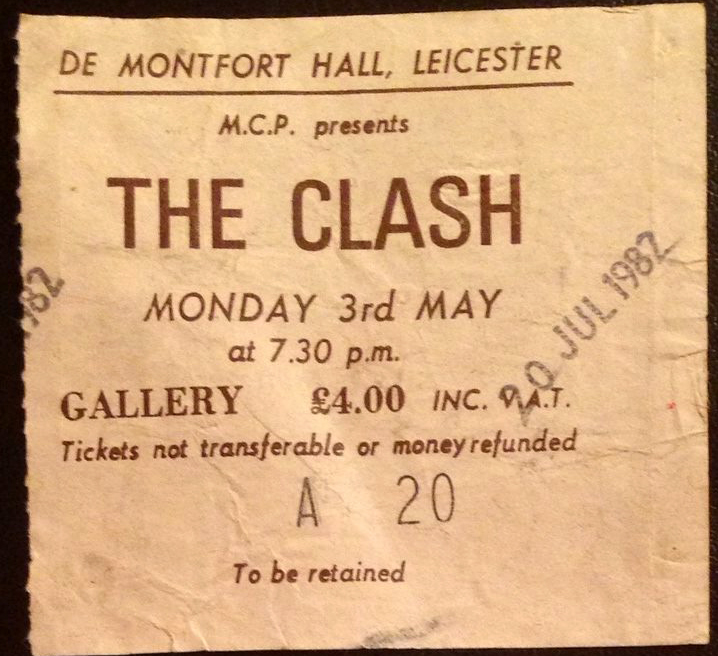 DE MONTFORT HALL, LEICESTER
M.C.P. presents
THE CLASH
MONDAY 3rd MAY
at 7.30 p.m.
GALLERY £4.00 INC. V.A.T.
Tickets not transferable or money refunded
A 20
To be retained
20 JUL 1982
982